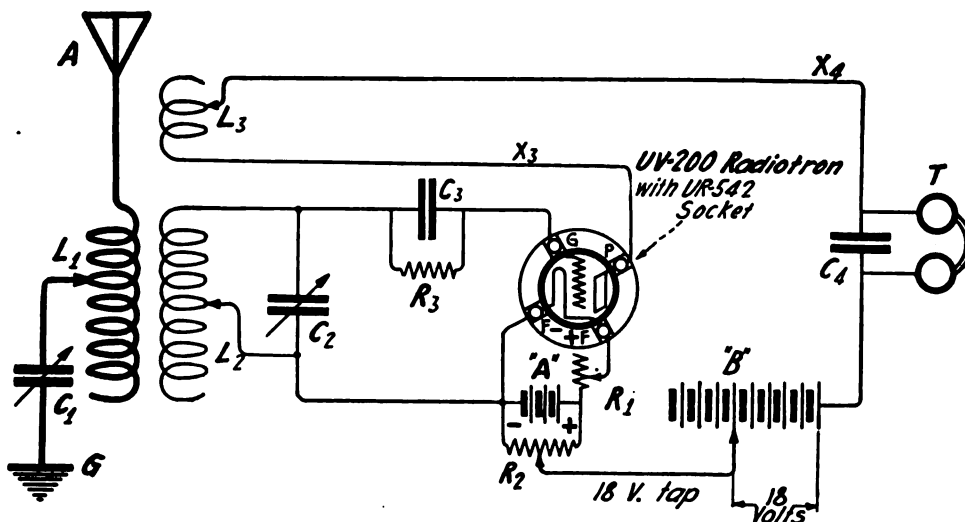 A
X4
L3
X3
UV-200 Radiotron
with UR-542
Socket
T
C3
L1
G
P
R3
C4
C2
L2
F-
+F
"A"
"B"
C1
R1
-
+
G
R2
18 V. tap
18
Volts